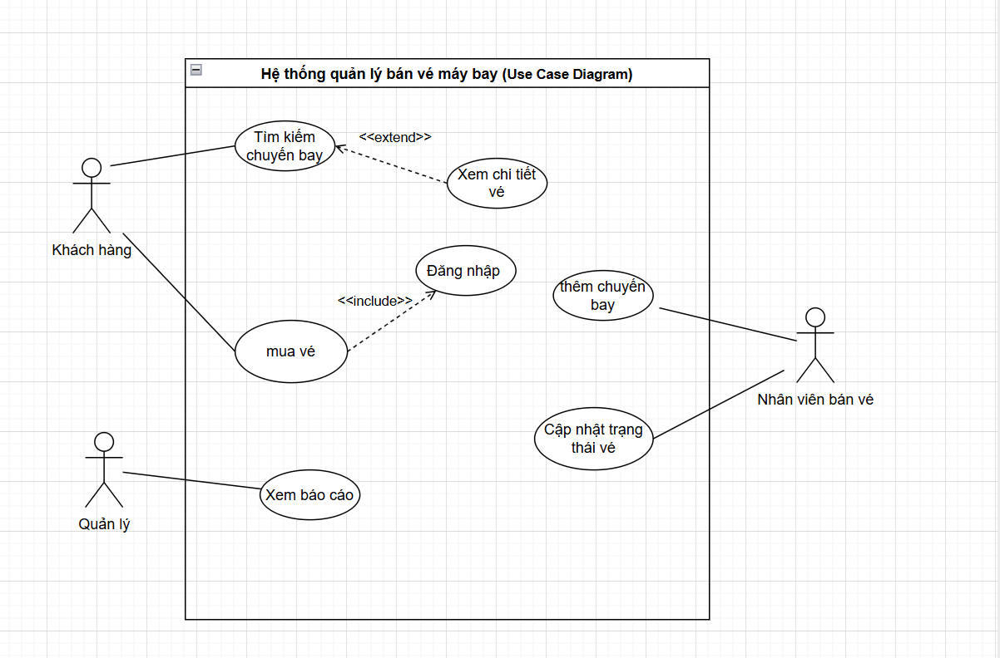 Hệ thống quản lý bán vé máy bay (Use Case Diagram)
Tìm kiếm
chuyến bay
<<extend>>
Xem chi tiết
vé
Khách hàng
Đăng nhập
<<include>>
thêm chuyến
bay
mua vé
Nhân viên bán vé
Cập nhật trạng
thái vé
Xem báo cáo
Quản lý